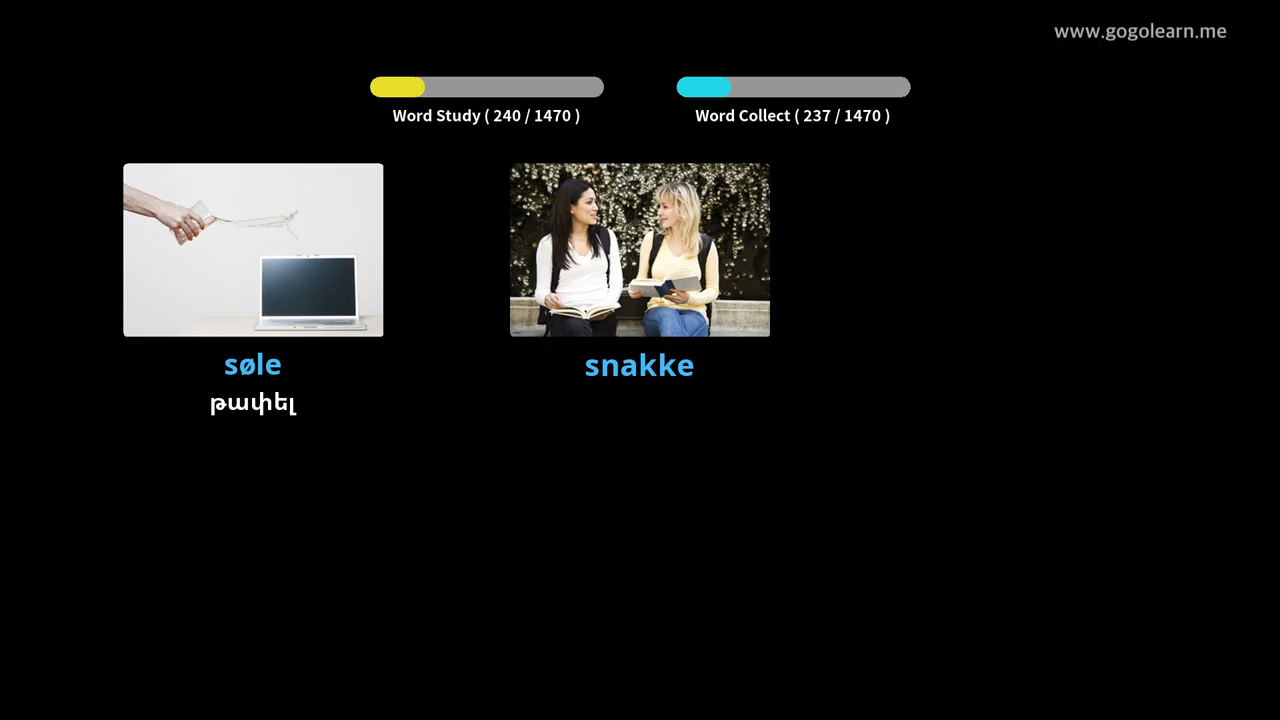 www.gogolearn.me
Word Study ( 240 / 1470 )
Word Collect ( 237 / 1470 )
søle
snakke
թափել